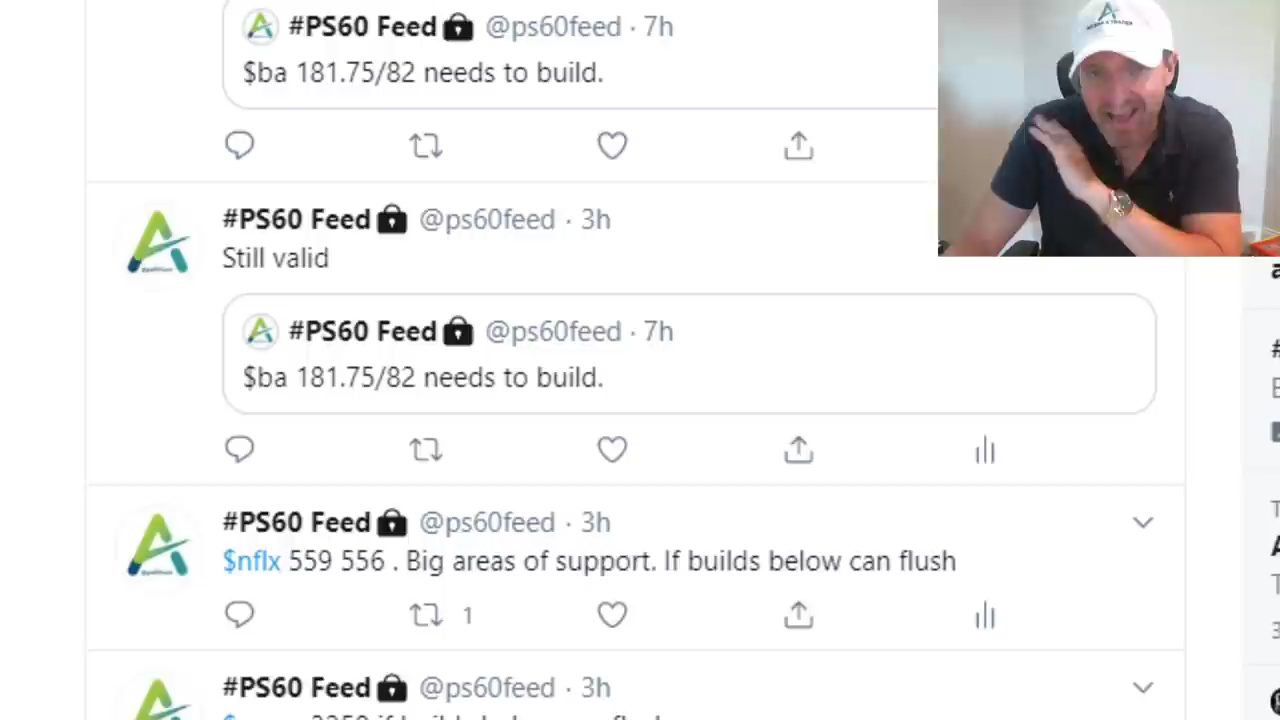 #PS60 Feed @ps60feed · 7h
$ba 181.75/82 needs to build.
#PS60 Feed @ps60feed · 3h
Still valid
#PS60 Feed @ps60feed · 7h
$ba 181.75/82 needs to build.
#PS60 Feed @ps60feed · 3h
$nflx 559 556 . Big areas of support. If builds below can flush
1
#PS60 Feed @ps60feed · 3h